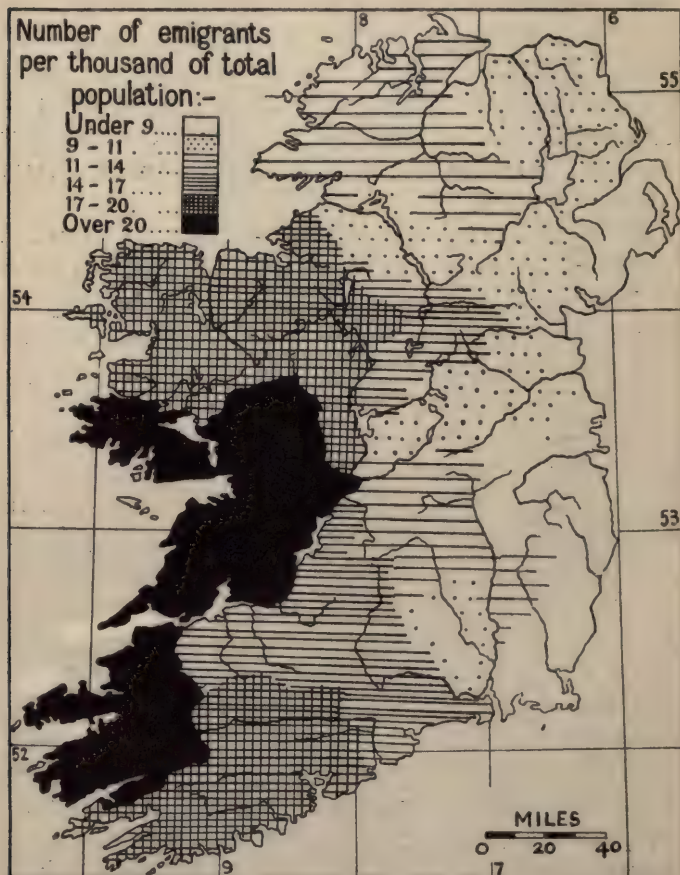 8
6
Number of emigrants
per thousand of total
population:-
Under 9....
9 - 11....
11 - 14
14 - 17....
17 - 20....
Over 20....
55
54
53
52
MILES
0 20 40
9
7